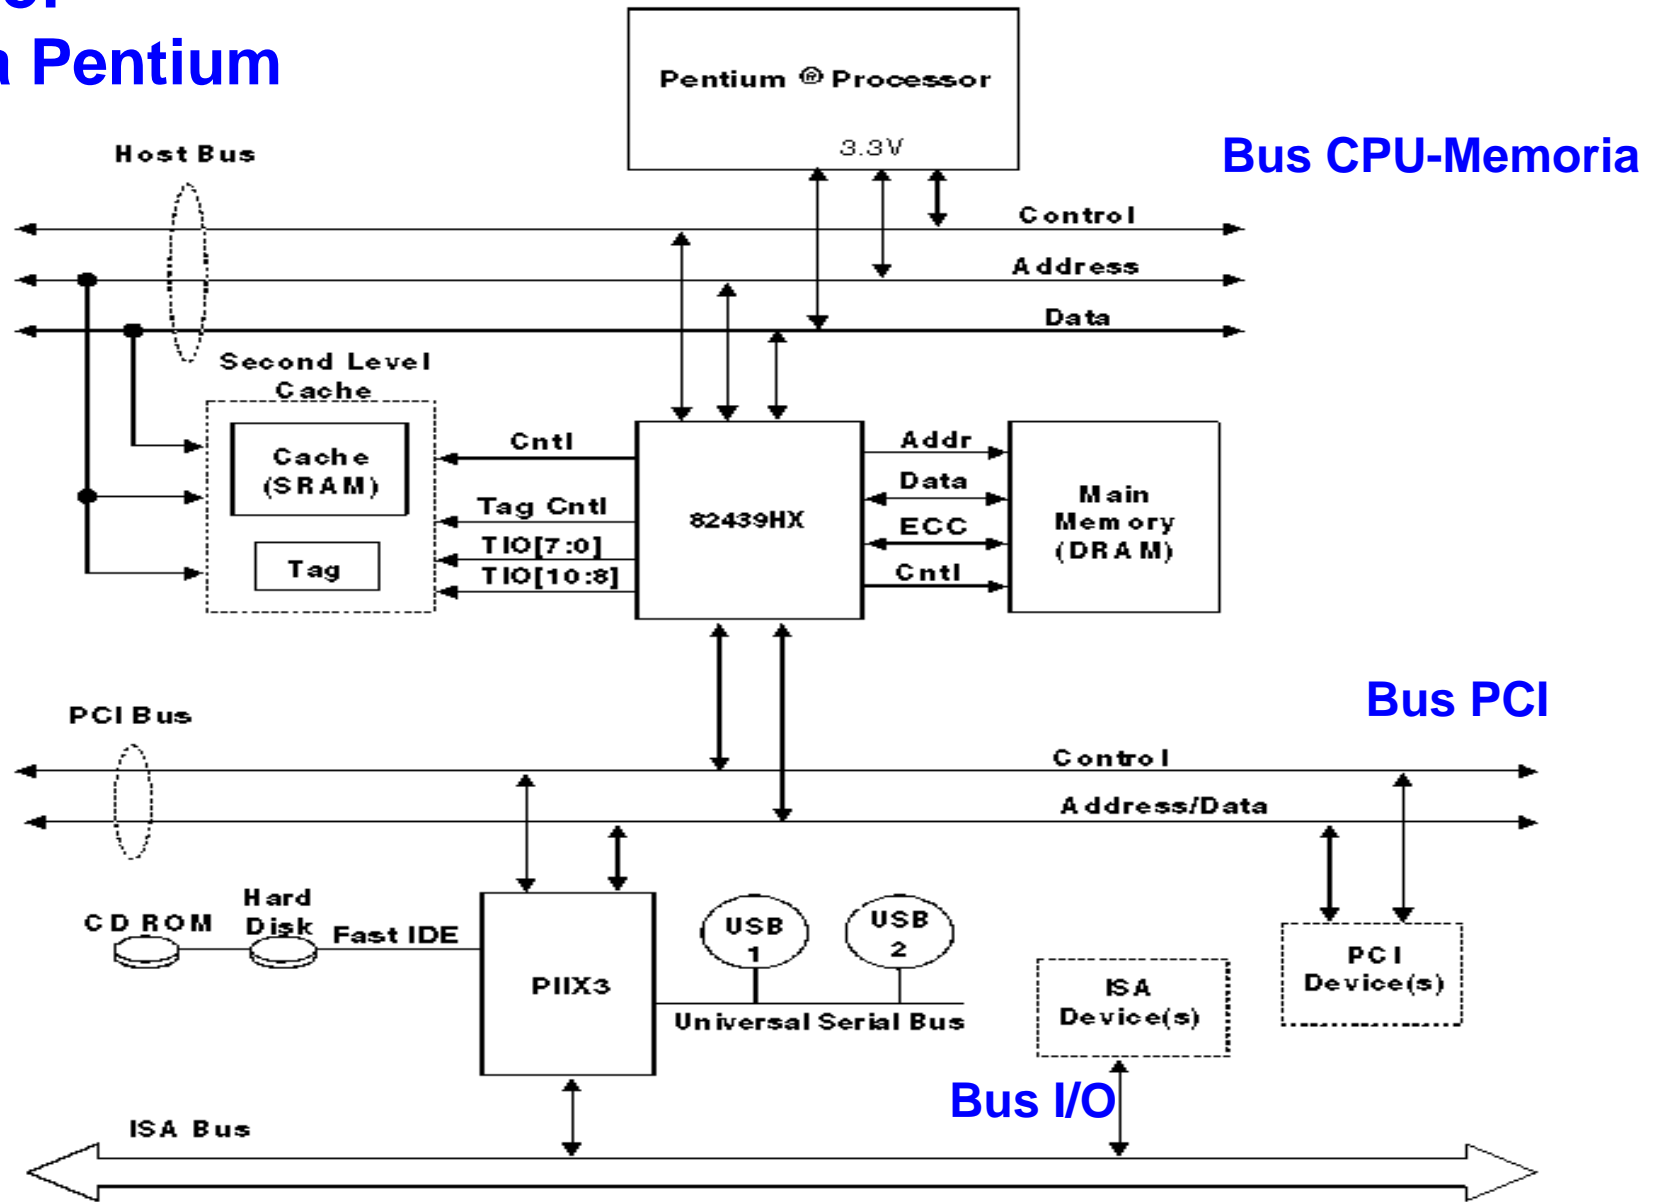 a Pentium
Pentium ® Processor
3.3V
Host Bus
Bus CPU-Memoria
Control
Address
Data
Second Level
Cache
Cache
(SRAM)
Tag
Cntl
Tag Cntl
TIO[7:0]
TIO[10:8]
82439HX
Addr
Data
ECC
Cntl
Main
Memory
(DRAM)
Bus PCI
PCI Bus
Control
Address/Data
CD ROM
Hard
Disk
Fast IDE
PIIX3
USB
1
USB
2
Universal Serial Bus
ISA
Device(s)
PCI
Device(s)
Bus I/O
ISA Bus